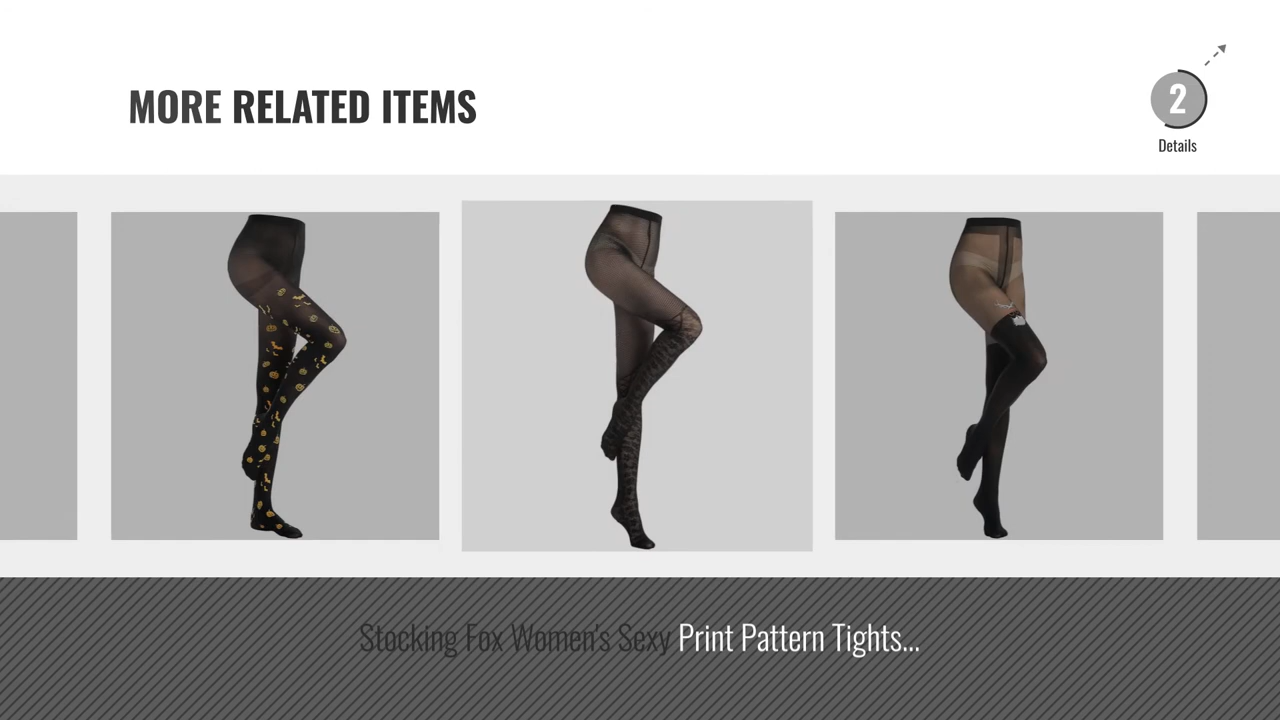 MORE RELATED ITEMS
2
Details
Stocking Fox Women's Sexy Print Pattern Tights...